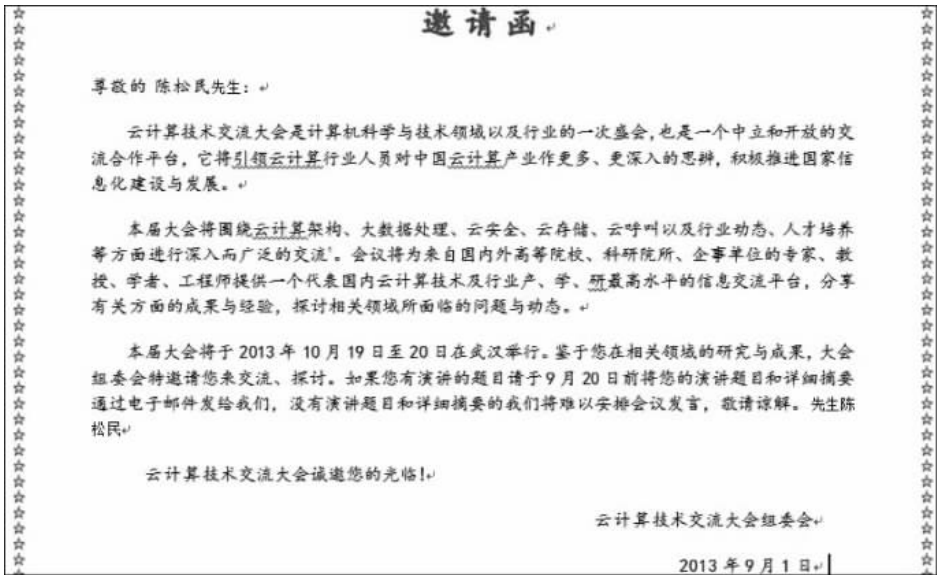 邀请函
尊敬的 陈松民先生：
云计算技术交流大会是计算机科学与技术领域以及行业的一次盛会，也是一个中立和开放的交
流合作平台，它将引领云计算行业人员对中国云计算产业作更多、更深入的思辨，积极推进国家信
息化建设与发展。
本届大会将围绕云计算架构、大数据处理、云安全、云存储、云呼叫以及行业动态、人才培养
等方面进行深入而广泛的交流¹。会议将为来自国内外高等院校、科研院所、企事单位的专家、教
授、学者、工程师提供一个代表国内云计算技术及行业产、学、研最高水平的信息交流平台，分享
有关方面的成果与经验，探讨相关领域所面临的问题与动态。
本届大会将于 2013 年 10 月 19 日至 20 日在武汉举行。鉴于您在相关领域的研究与成果，大会
组委会特邀请您来交流、探讨。如果您有演讲的题目请于 9 月 20 日前将您的演讲题目和详细摘要
通过电子邮件发给我们，没有演讲题目和详细摘要的我们将难以安排会议发言，敬请谅解。先生陈
松民
云计算技术交流大会诚邀您的光临！
云计算技术交流大会组委会
2013 年 9 月 1 日